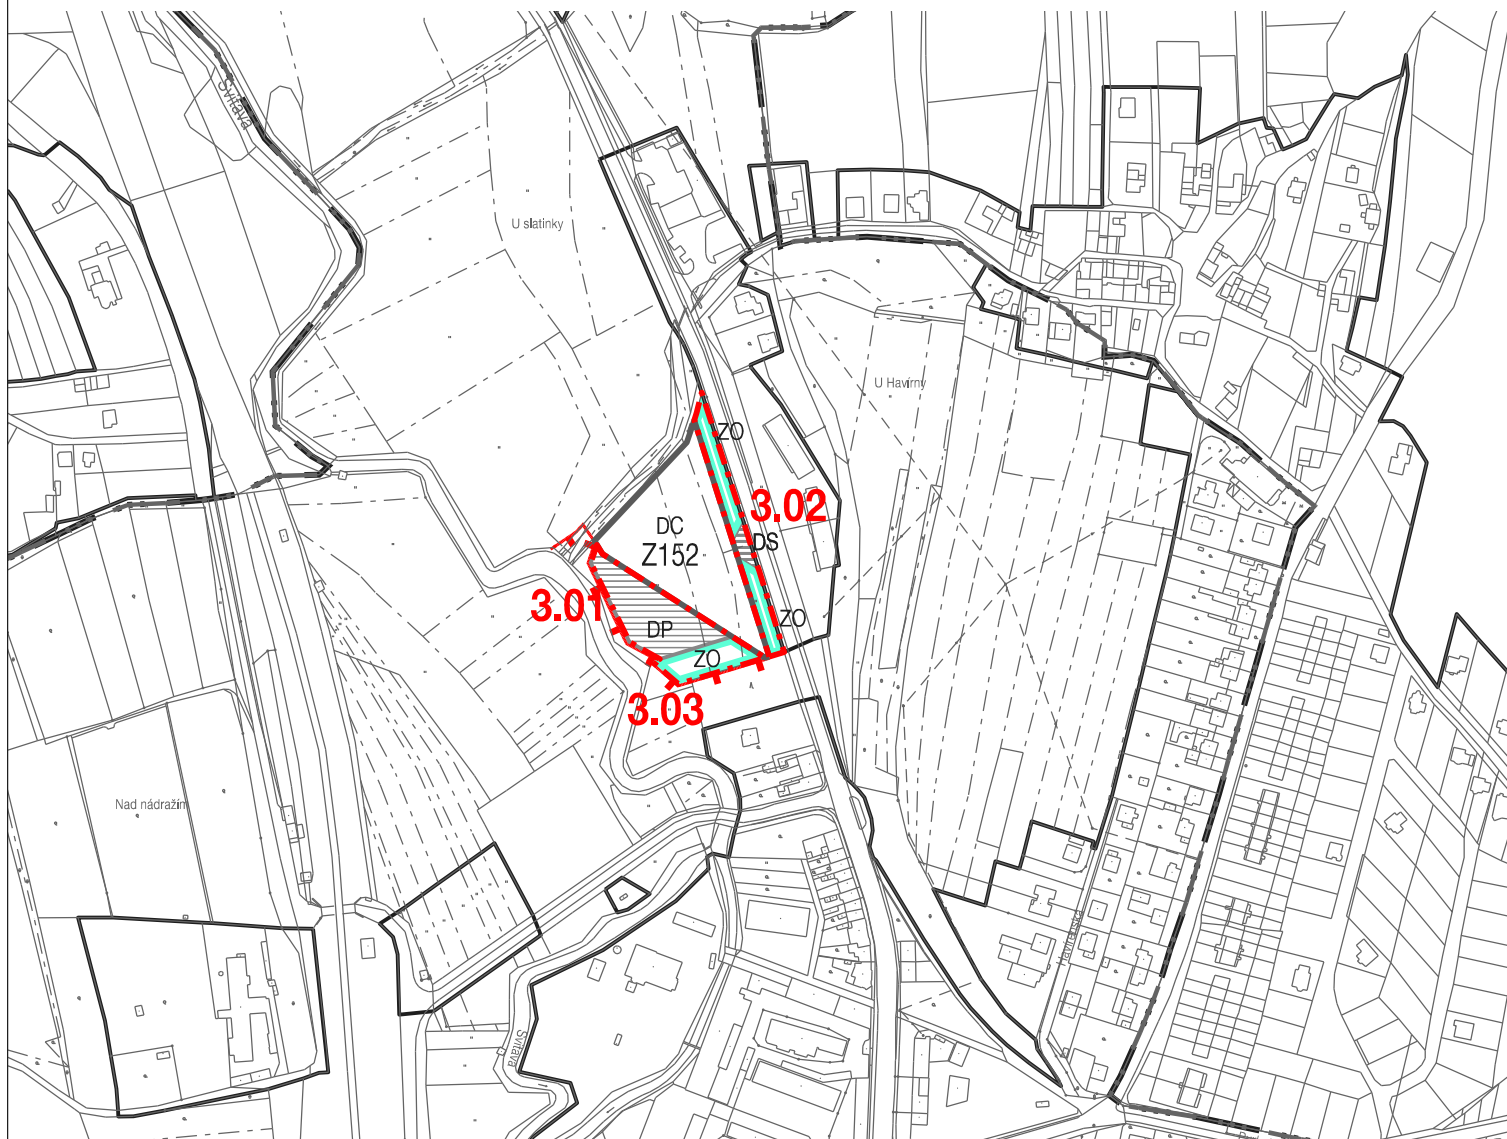 Svitava
U slatinky
U Havírny
ZO
3.02
DC
DS
Z152
3.01
ZO
DP
ZO
3.03
Nad nádražím
Havírenská
Svitava